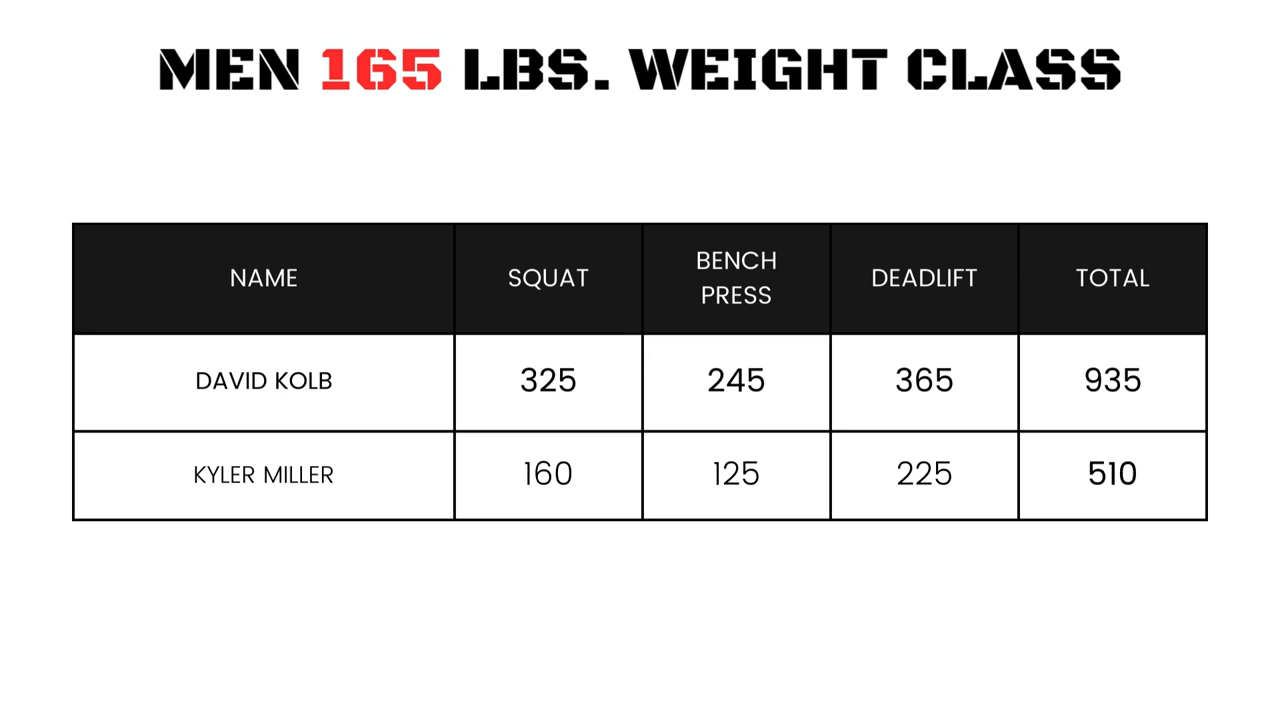 MEN 165 LBS. WEIGHT CLASS
NAME SQUAT BENCH PRESS DEADLIFT TOTAL
DAVID KOLB 325 245 365 935
KYLER MILLER 160 125 225 510